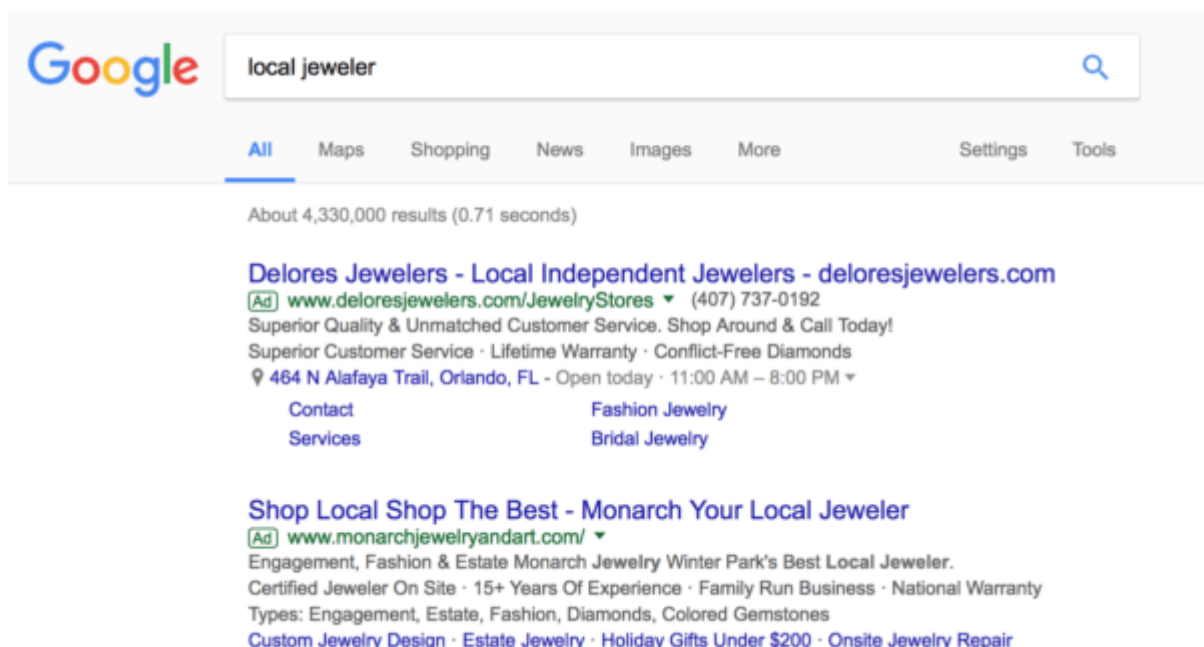 Google
local jeweler
All Maps Shopping News Images More Settings Tools
About 4,330,000 results (0.71 seconds)
Delores Jewelers - Local Independent Jewelers - deloresjewelers.com
Ad www.deloresjewelers.com/JewelryStores (407) 737-0192
Superior Quality & Unmatched Customer Service. Shop Around & Call Today!
Superior Customer Service · Lifetime Warranty · Conflict-Free Diamonds
464 N Alafaya Trail, Orlando, FL - Open today · 11:00 AM – 8:00 PM
Contact Fashion Jewelry
Services Bridal Jewelry
Shop Local Shop The Best - Monarch Your Local Jeweler
Ad www.monarchjewelryandart.com/
Engagement, Fashion & Estate Monarch Jewelry Winter Park's Best Local Jeweler.
Certified Jeweler On Site · 15+ Years Of Experience · Family Run Business · National Warranty
Types: Engagement, Estate, Fashion, Diamonds, Colored Gemstones
Custom Jewelry Design · Estate Jewelry · Holiday Gifts Under $200 · Onsite Jewelry Repair